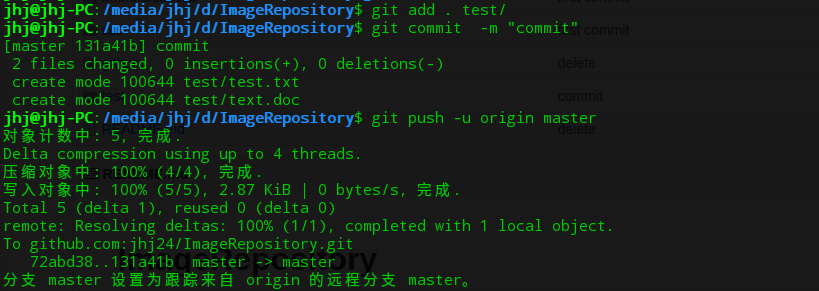 jhj@jhj-PC:/media/jhj/d/ImageRepository$ git add . test/
jhj@jhj-PC:/media/jhj/d/ImageRepository$ git commit  -m "commit"
[master 131a41b] commit
 2 files changed, 0 insertions(+), 0 deletions(-)
 create mode 100644 test/test.txt
 create mode 100644 test/text.doc
jhj@jhj-PC:/media/jhj/d/ImageRepository$ git push -u origin master
对象计数中: 5, 完成.
Delta compression using up to 4 threads.
压缩对象中: 100% (4/4), 完成.
写入对象中: 100% (5/5), 2.87 KiB | 0 bytes/s, 完成.
Total 5 (delta 1), reused 0 (delta 0)
remote: Resolving deltas: 100% (1/1), completed with 1 local object.
To github.com:jhj24/ImageRepository.git
   72abd38..131a41b  master -> master
分支 master 设置为跟踪来自 origin 的远程分支 master。
delete
commit
delete